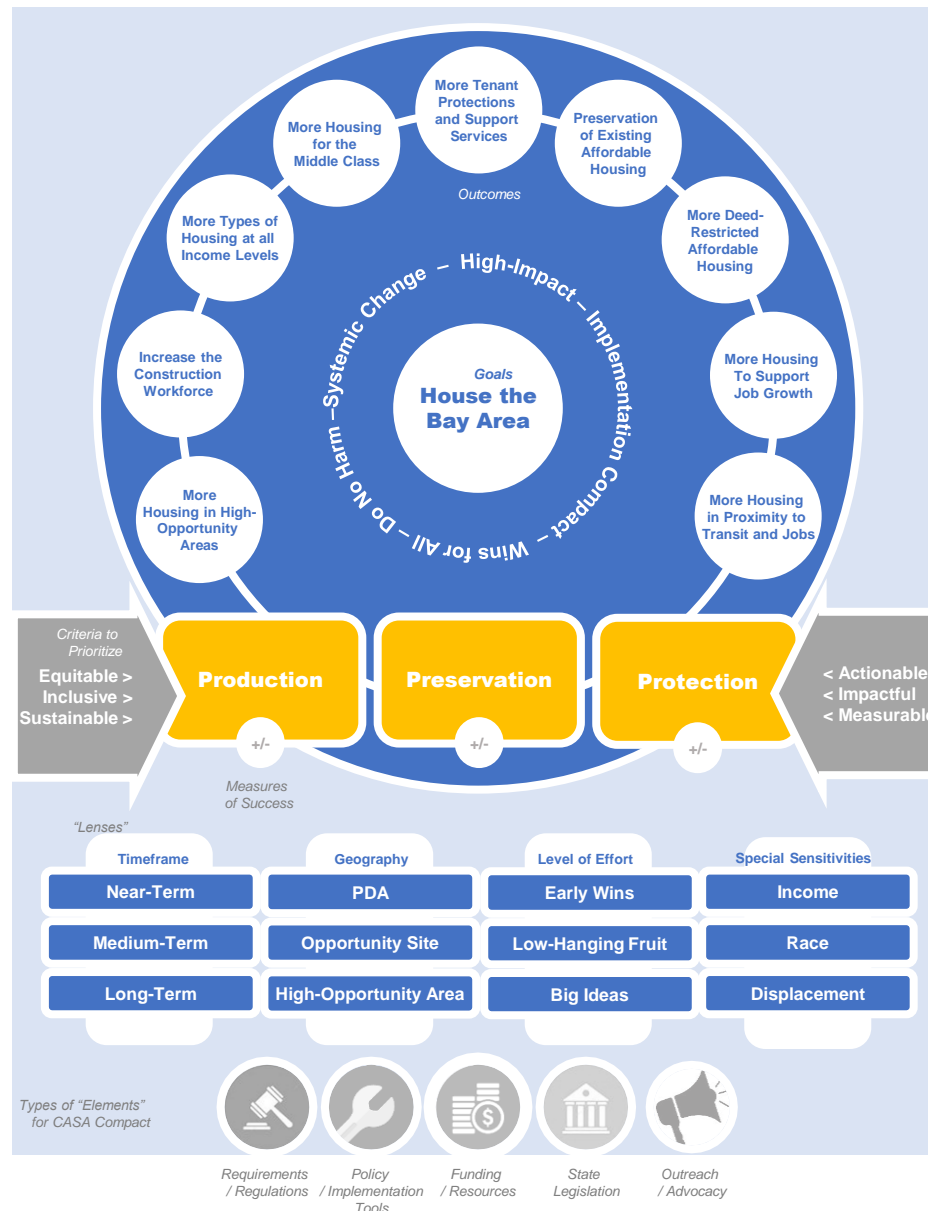 More Tenant
Protections
and Support
Services
More Housing
for the
Middle Class
Preservation
of Existing
Affordable
Housing
Outcomes
More Types of
Housing at all
Income Levels
More Deed-
Restricted
Affordable
Housing
Systemic Change – High-Impact – Implementation Compact – Wins for All – Do No Harm –
Increase the
Construction
Workforce
Goals
House the
Bay Area
More Housing
To Support
Job Growth
More
Housing in High-
Opportunity
Areas
More Housing
in Proximity to
Transit and Jobs
Criteria to
Prioritize
Equitable >
Inclusive >
Sustainable >
Production
Preservation
Protection
< Actionable
< Impactful
< Measurable
+/-
+/-
+/-
Measures
of Success
“Lenses”
Timeframe
Geography
Level of Effort
Special Sensitivities
Near-Term
PDA
Early Wins
Income
Medium-Term
Opportunity Site
Low-Hanging Fruit
Race
Long-Term
High-Opportunity Area
Big Ideas
Displacement
Types of “Elements”
for CASA Compact
$
Requirements
/ Regulations
Policy
/ Implementation
Tools
Funding
/ Resources
State
Legislation
Outreach
/ Advocacy